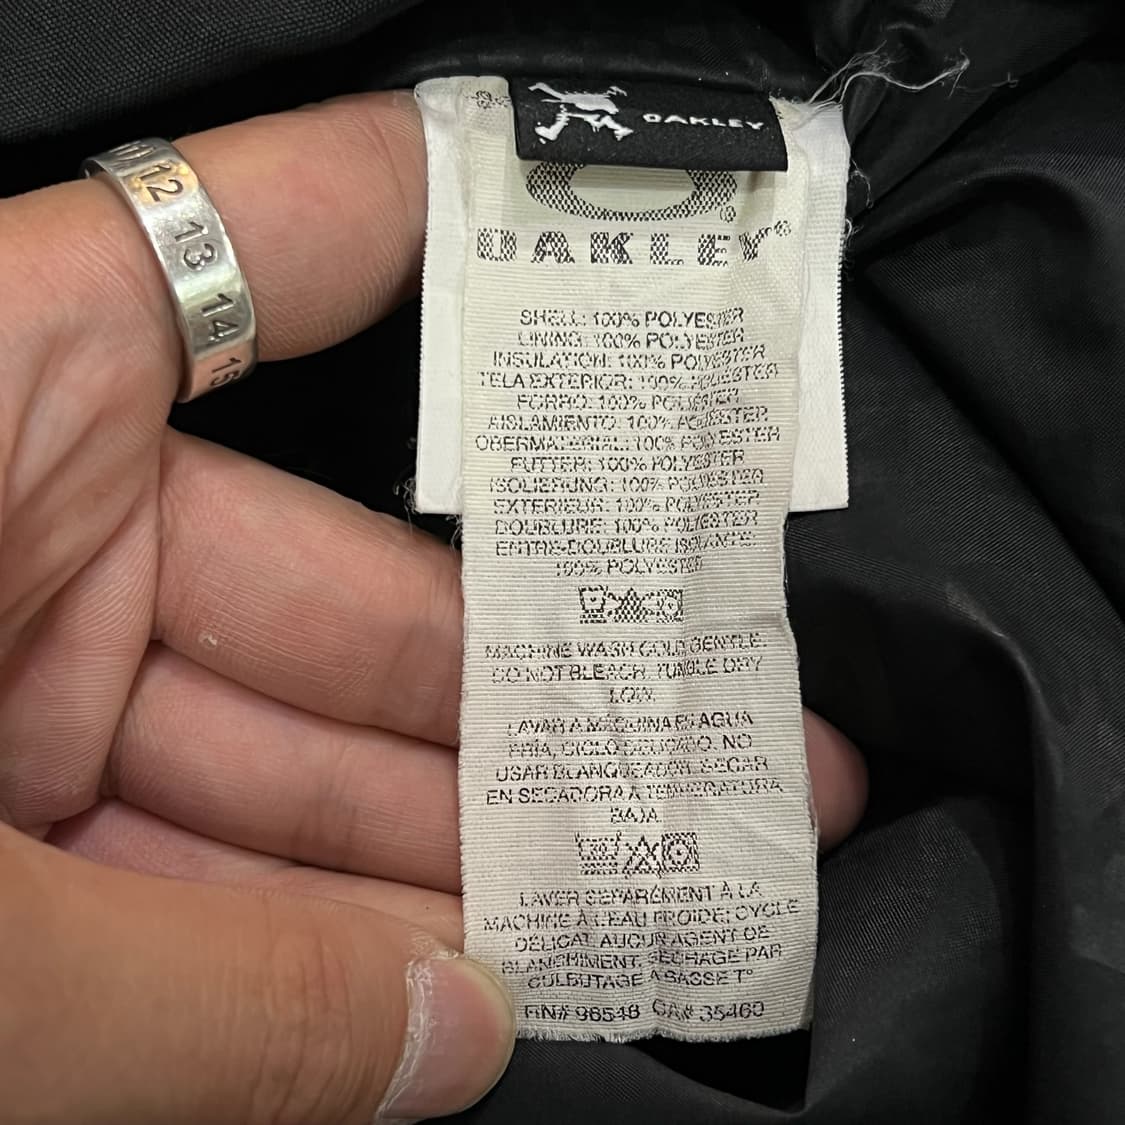 OAKLEY
OAKLEY®
SHELL: 100% POLYESTER
LINING: 100% POLYESTER
INSULATION: 100% POLYESTER
TELA EXTERIOR: 100% POLIESTER
FORRO: 100% POLIESTER
AISLAMIENTO: 100% POLIESTER
OBERMATERIAL: 100% POLYESTER
FUTTER: 100% POLYESTER
ISOLIERUNG: 100% POLYESTER
EXTERIEUR: 100% POLYESTER
DOUBLURE: 100% POLYESTER
ENTRE-DOUBLURE ISOLANTE:
100% POLYESTER
MACHINE WASH COLD GENTLE.
DO NOT BLEACH. TUMBLE DRY
LOW.
LAVAR A MÁQUINA EN AGUA
FRÍA, CICLO DELICADO. NO
USAR BLANQUEADOR. SECAR
EN SECADORA A TEMPERATURA
BAJA.
LAVER SEPARÉMENT À LA
MACHINE À L'EAU FROIDE; CYCLE
DÉLICAT. AUCUN AGENT DE
BLANCHIMENT. SÉCHAGE PAR
CULBUTAGE À BASSE T°
RN# 96548 CA# 35460
12
13
14
15